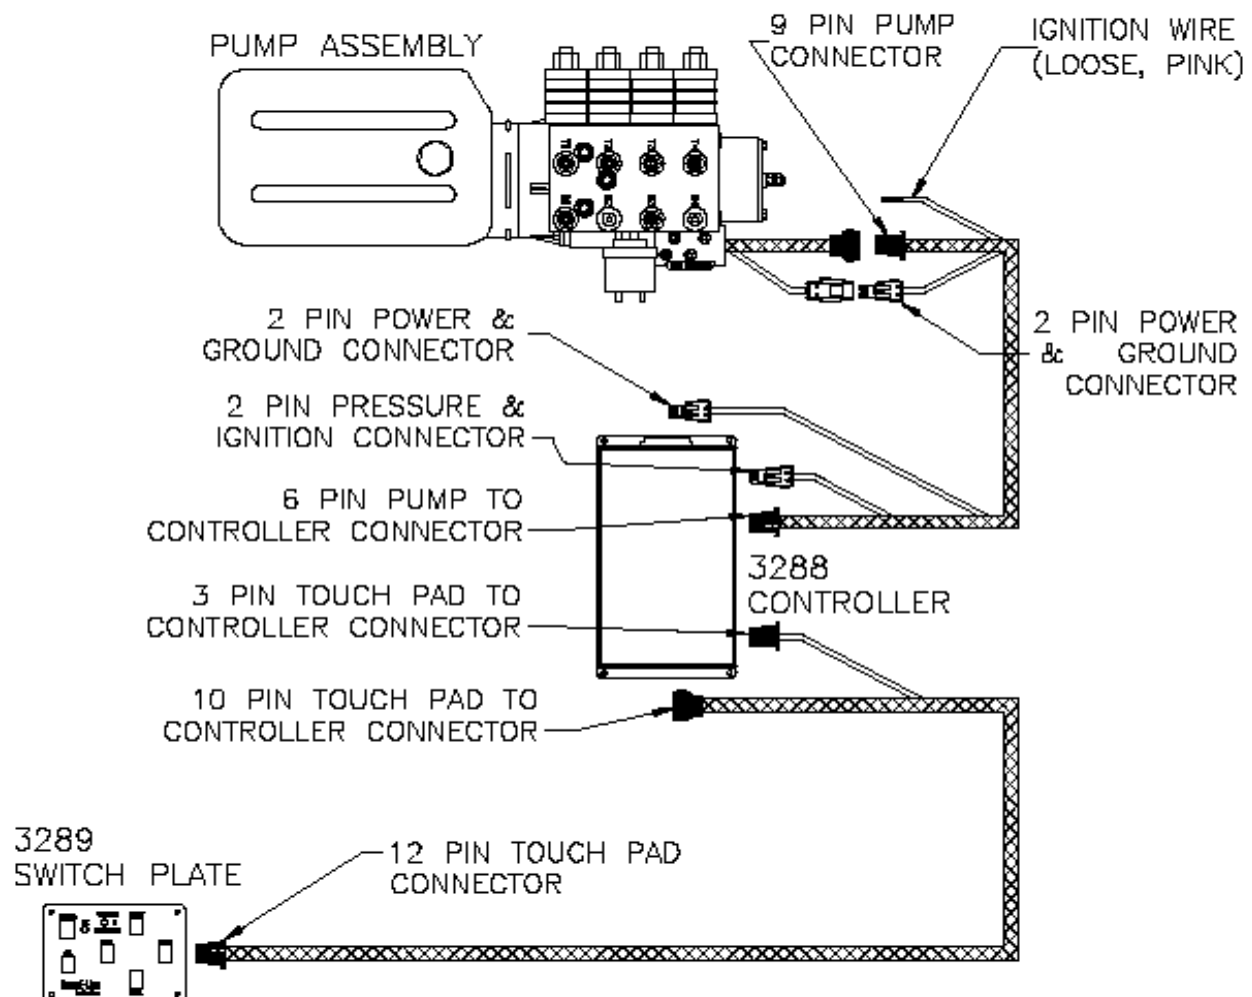 PUMP ASSEMBLY
9 PIN PUMP
CONNECTOR
IGNITION WIRE
(LOOSE, PINK)
2 PIN POWER &
GROUND CONNECTOR
2 PIN POWER
& GROUND
CONNECTOR
2 PIN PRESSURE &
IGNITION CONNECTOR
6 PIN PUMP TO
CONTROLLER CONNECTOR
3288
CONTROLLER
3 PIN TOUCH PAD TO
CONTROLLER CONNECTOR
10 PIN TOUCH PAD TO
CONTROLLER CONNECTOR
3289
SWITCH PLATE
12 PIN TOUCH PAD
CONNECTOR